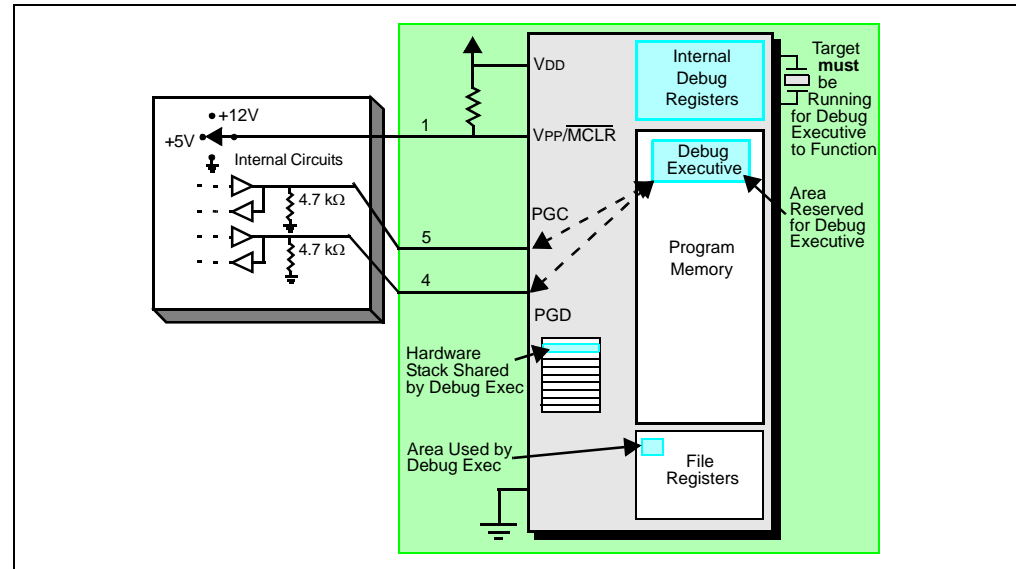 +12V
+5V
Internal Circuits
4.7 kΩ
4.7 kΩ
1
5
4
VDD
VPP/MCLR
PGC
PGD
Internal
Debug
Registers
Target
must
be
Running
for Debug
Executive
to Function
Debug
Executive
Area
Reserved
for Debug
Executive
Program
Memory
Hardware
Stack Shared
by Debug Exec
Area Used by
Debug Exec
File
Registers